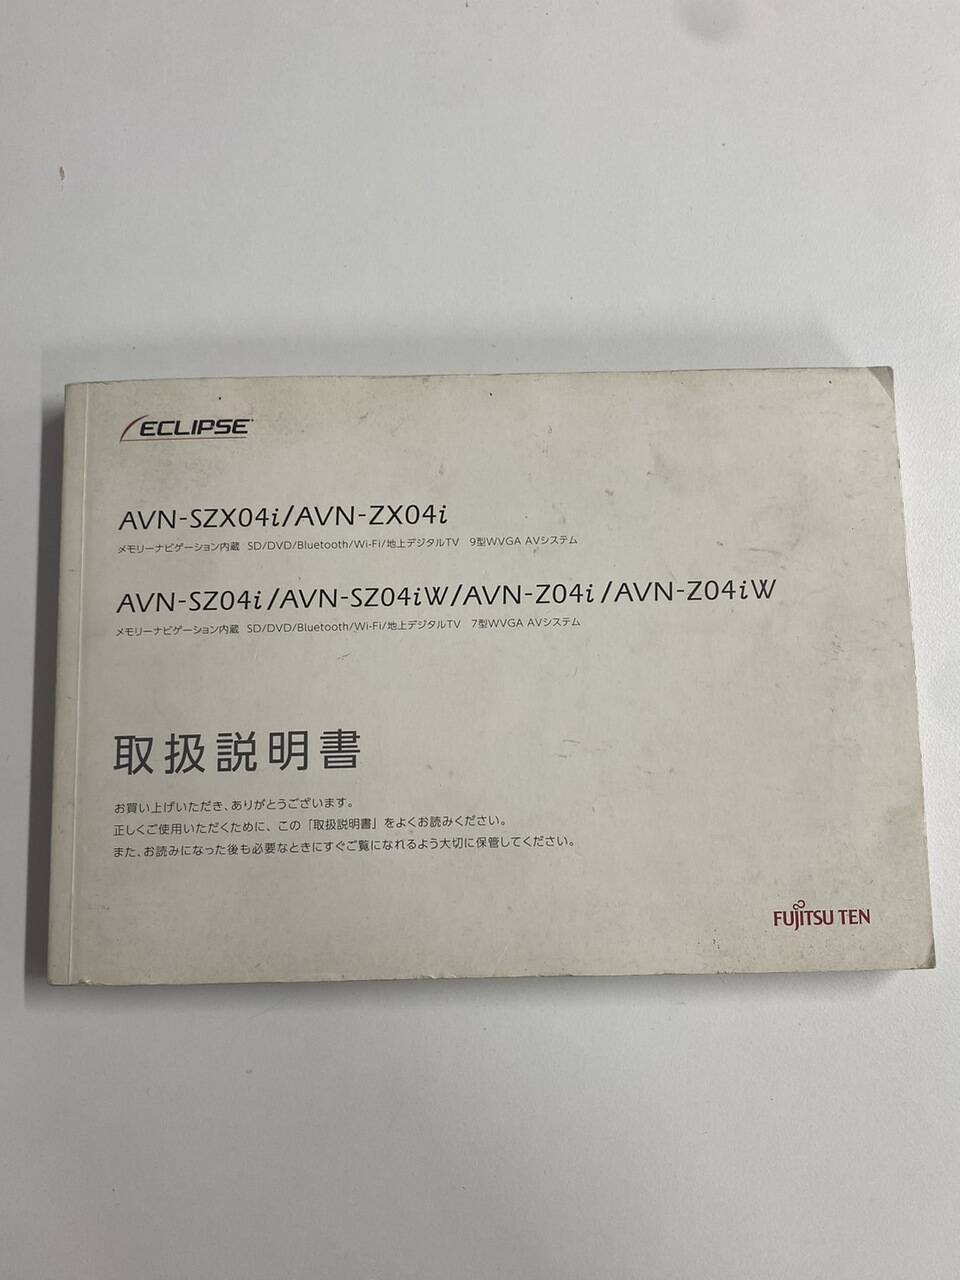 ECLIPSE
AVN-SZX04i/AVN-ZX04i
メモリーナビゲーション内蔵 SD/DVD/Bluetooth/Wi-Fi/地上デジタルTV 9型WVGA AVシステム
AVN-SZ04i/AVN-SZ04iW/AVN-Z04i/AVN-Z04iW
メモリーナビゲーション内蔵 SD/DVD/Bluetooth/Wi-Fi/地上デジタルTV 7型WVGA AVシステム
取扱説明書
お買い上げいただき、ありがとうございます。
正しくご使用いただくために、この「取扱説明書」をよくお読みください。
また、お読みになった後も必要なときにすぐご覧になれるよう大切に保管してください。
FUJITSU TEN